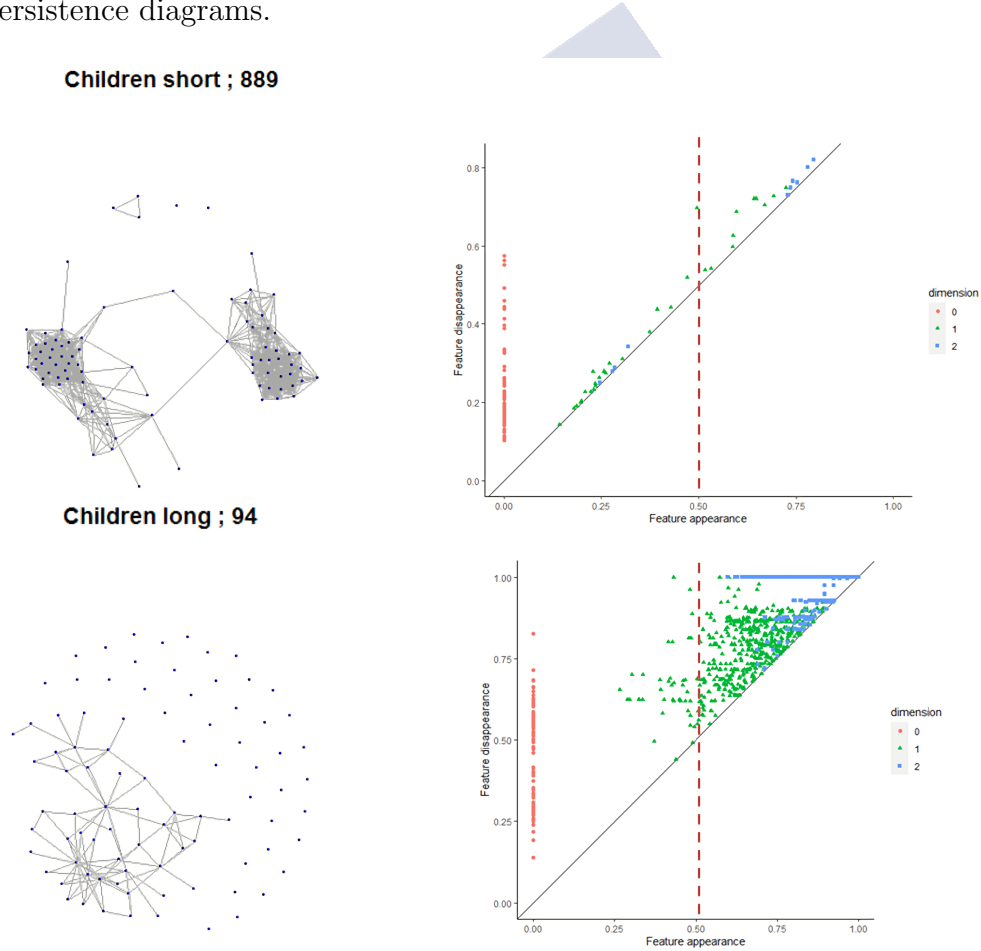 ersistence diagrams.
Children short ; 889
Feature disappearance
0.8
0.6
0.4
0.2
0.0
0.00 0.25 0.50 0.75 1.00
Feature appearance
dimension
0
1
2
Children long ; 94
Feature disappearance
1.00
0.75
0.50
0.25
0.00
0.00 0.25 0.50 0.75 1.00
Feature appearance
dimension
0
1
2